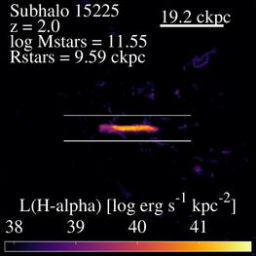 Subhalo 15225
19.2 ckpc
z = 2.0
log Mstars = 11.55
Rstars = 9.59 ckpc
L(H-alpha) [log erg s⁻¹ kpc⁻²]
38 39 40 41